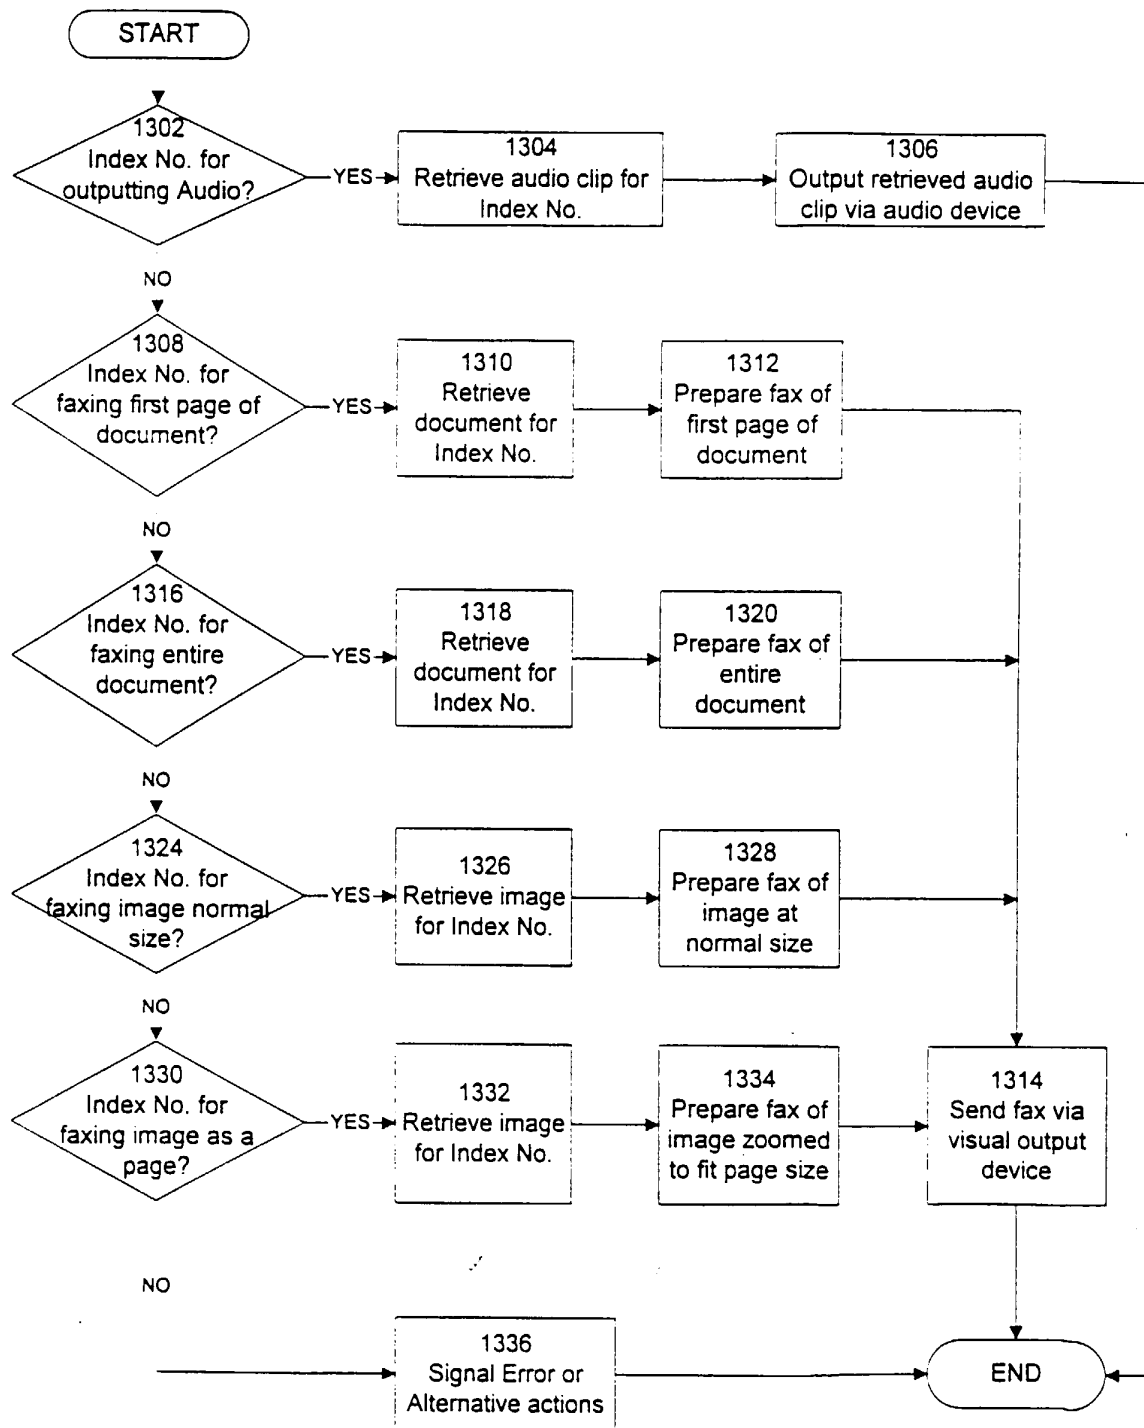 START
1302
Index No. for
outputting Audio?
YES
1304
Retrieve audio clip for
Index No.
1306
Output retrieved audio
clip via audio device
NO
1308
Index No. for
faxing first page of
document?
YES
1310
Retrieve
document for
Index No.
1312
Prepare fax of
first page of
document
NO
1316
Index No. for
faxing entire
document?
YES
1318
Retrieve
document for
Index No.
1320
Prepare fax of
entire
document
NO
1324
Index No. for
faxing image normal
size?
YES
1326
Retrieve image
for Index No.
1328
Prepare fax of
image at
normal size
NO
1330
Index No. for
faxing image as a
page?
YES
1332
Retrieve image
for Index No.
1334
Prepare fax of
image zoomed
to fit page size
1314
Send fax via
visual output
device
NO
1336
Signal Error or
Alternative actions
END